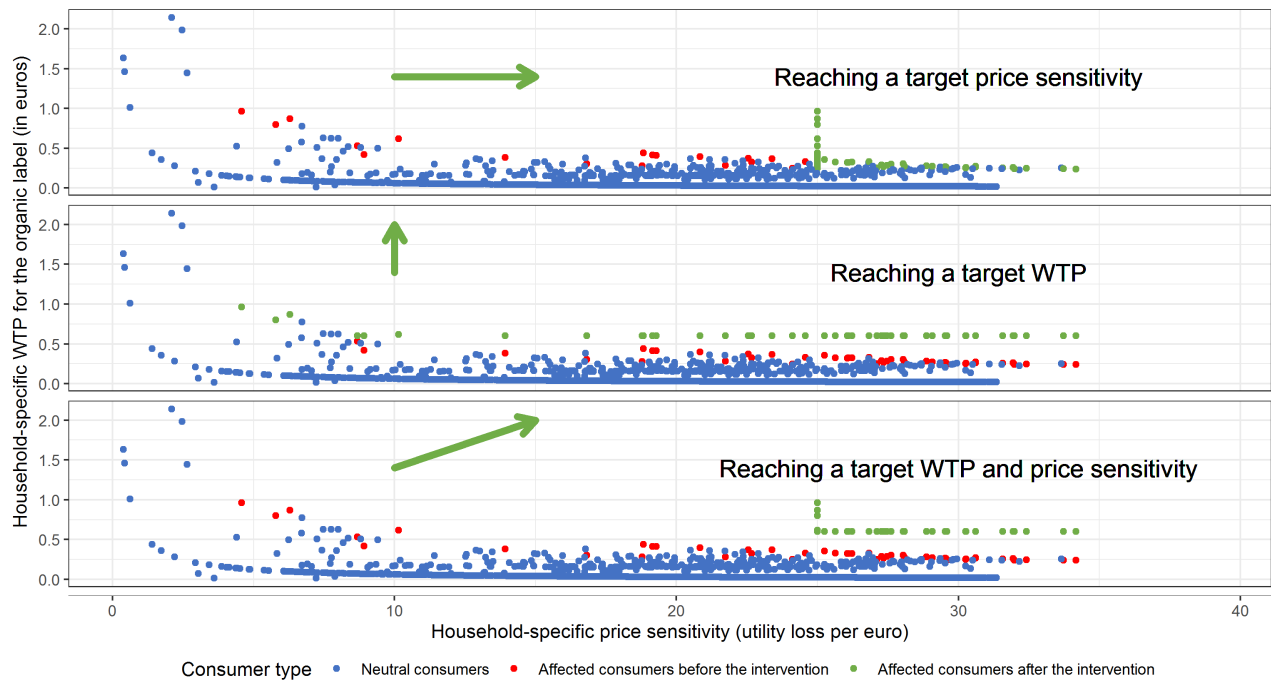 Household-specific WTP for the organic label (in euros)
2.0
1.5
1.0
0.5
0.0
Reaching a target price sensitivity
2.0
1.5
1.0
0.5
0.0
Reaching a target WTP
2.0
1.5
1.0
0.5
0.0
Reaching a target WTP and price sensitivity
0 10 20 30 40
Household-specific price sensitivity (utility loss per euro)
Consumer type Neutral consumers Affected consumers before the intervention Affected consumers after the intervention